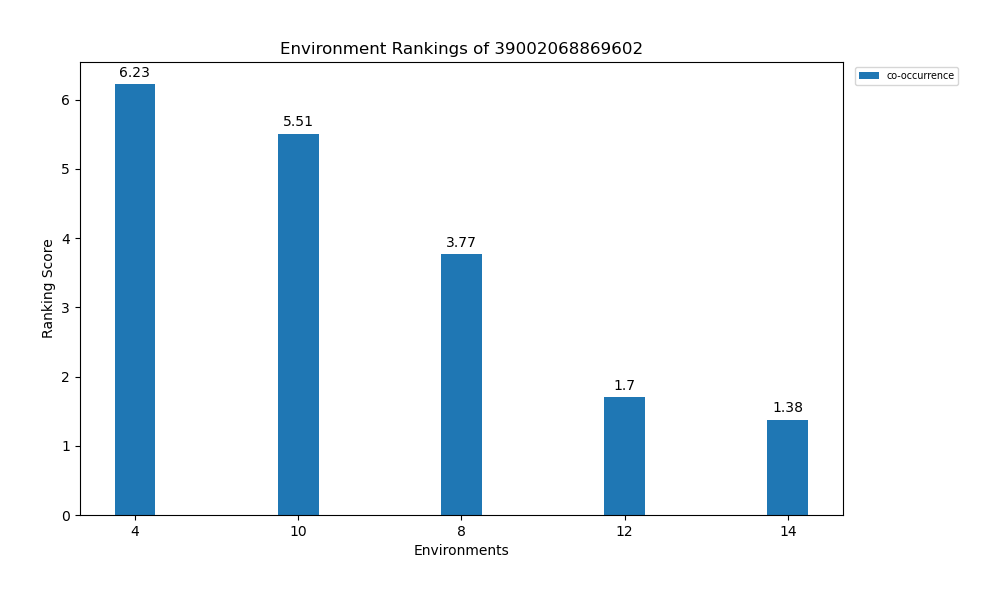 Environment Rankings of 39002068869602
co-occurrence
6.23
5.51
3.77
1.7
1.38
Ranking Score
6
5
4
3
2
1
0
4 10 8 12 14
Environments